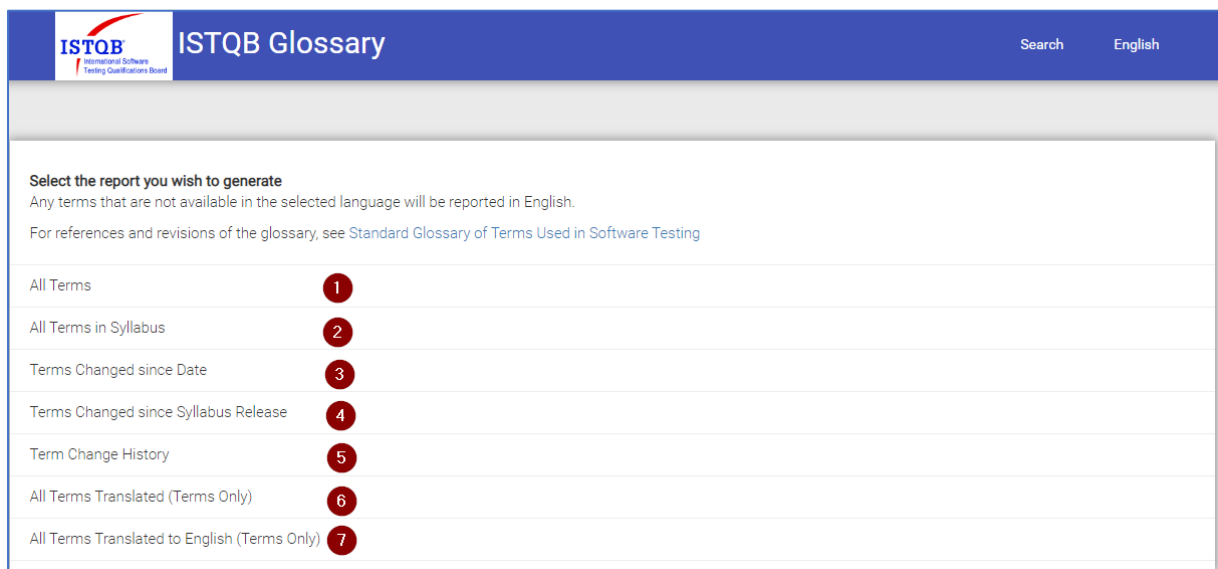 ISTQB Glossary
ISTQB
International Software
Testing Qualifications Board
Search
English
Select the report you wish to generate
Any terms that are not available in the selected language will be reported in English.
For references and revisions of the glossary, see Standard Glossary of Terms Used in Software Testing
All Terms 1
All Terms in Syllabus 2
Terms Changed since Date 3
Terms Changed since Syllabus Release 4
Term Change History 5
All Terms Translated (Terms Only) 6
All Terms Translated to English (Terms Only) 7